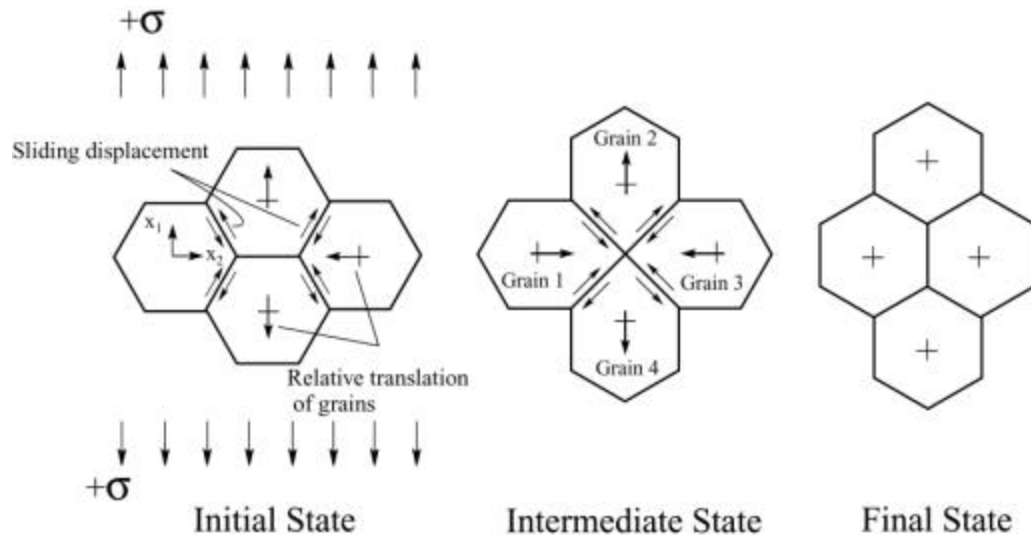 +σ
Sliding displacement
x1
x2
Relative translation
of grains
+σ
Initial State
Grain 2
Grain 1
Grain 3
Grain 4
Intermediate State
Final State